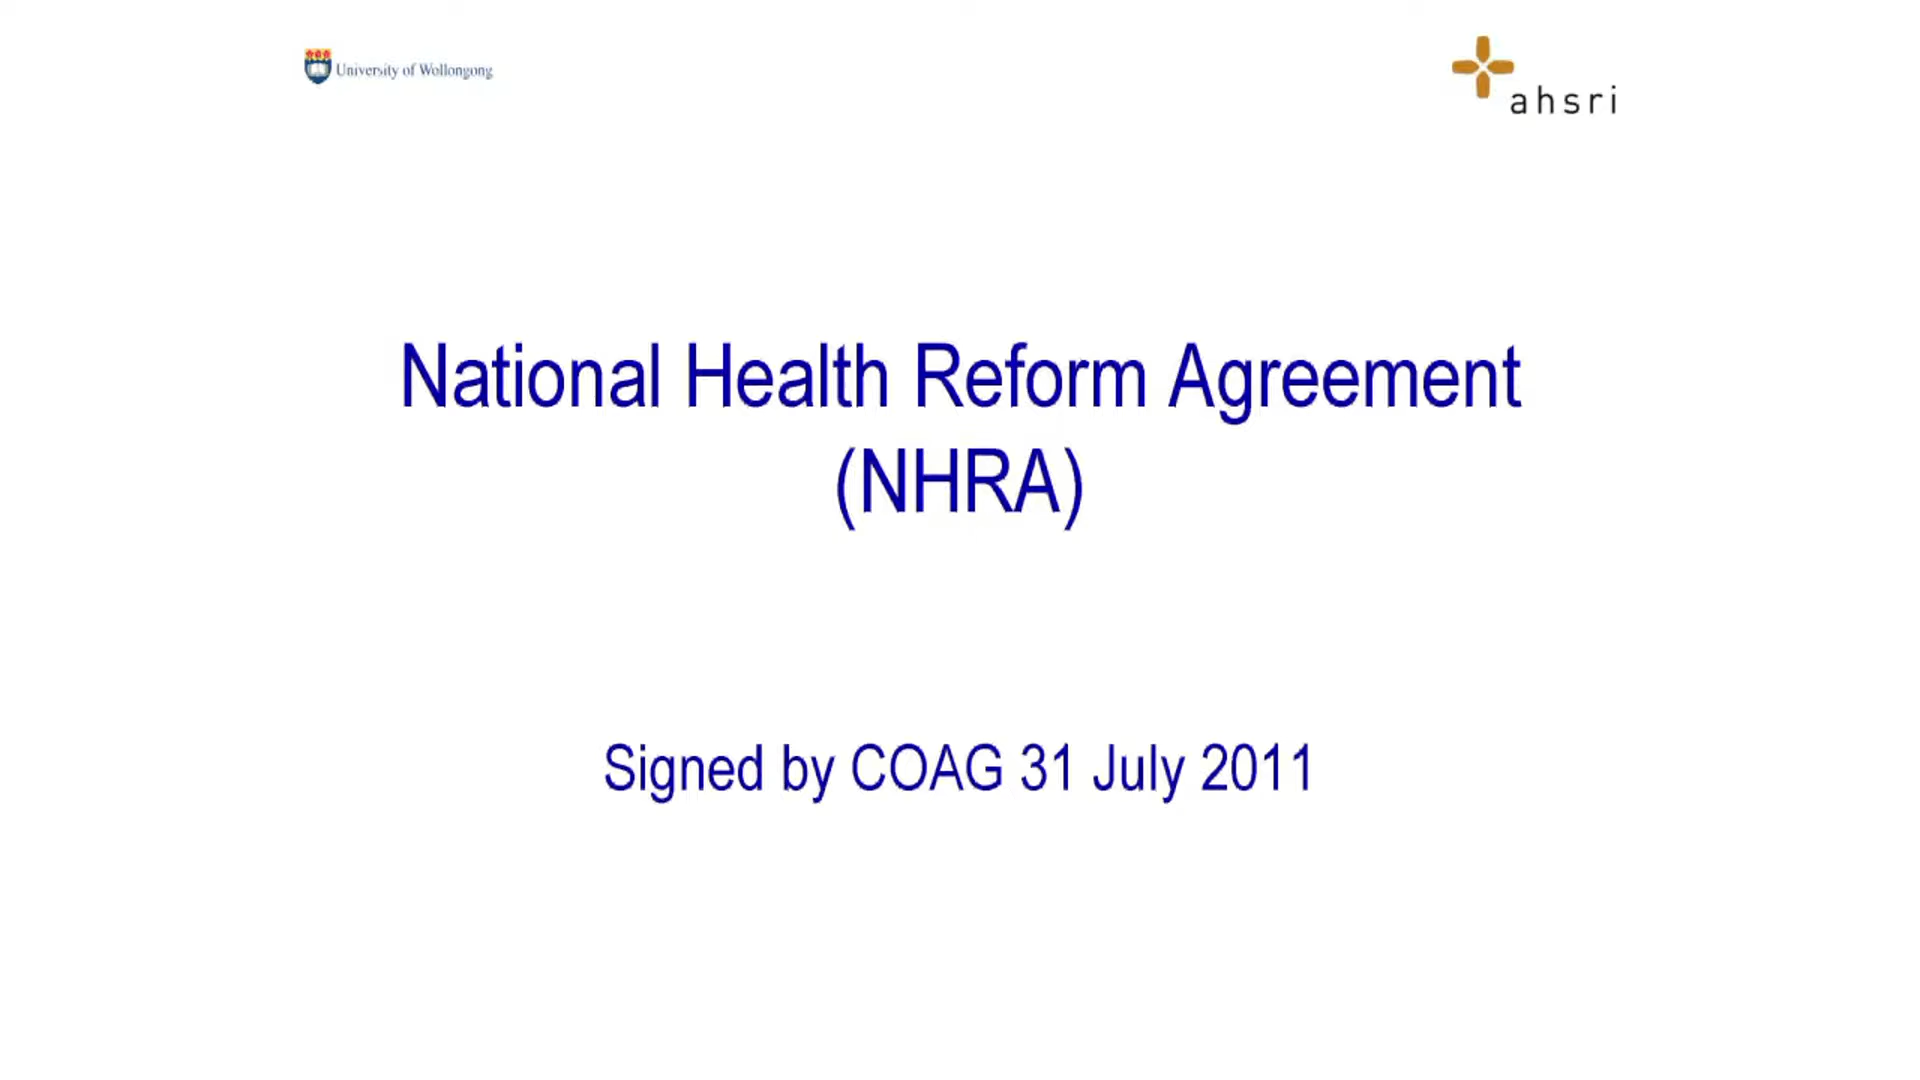 University of Wollongong
ahsri
National Health Reform Agreement
(NHRA)
Signed by COAG 31 July 2011